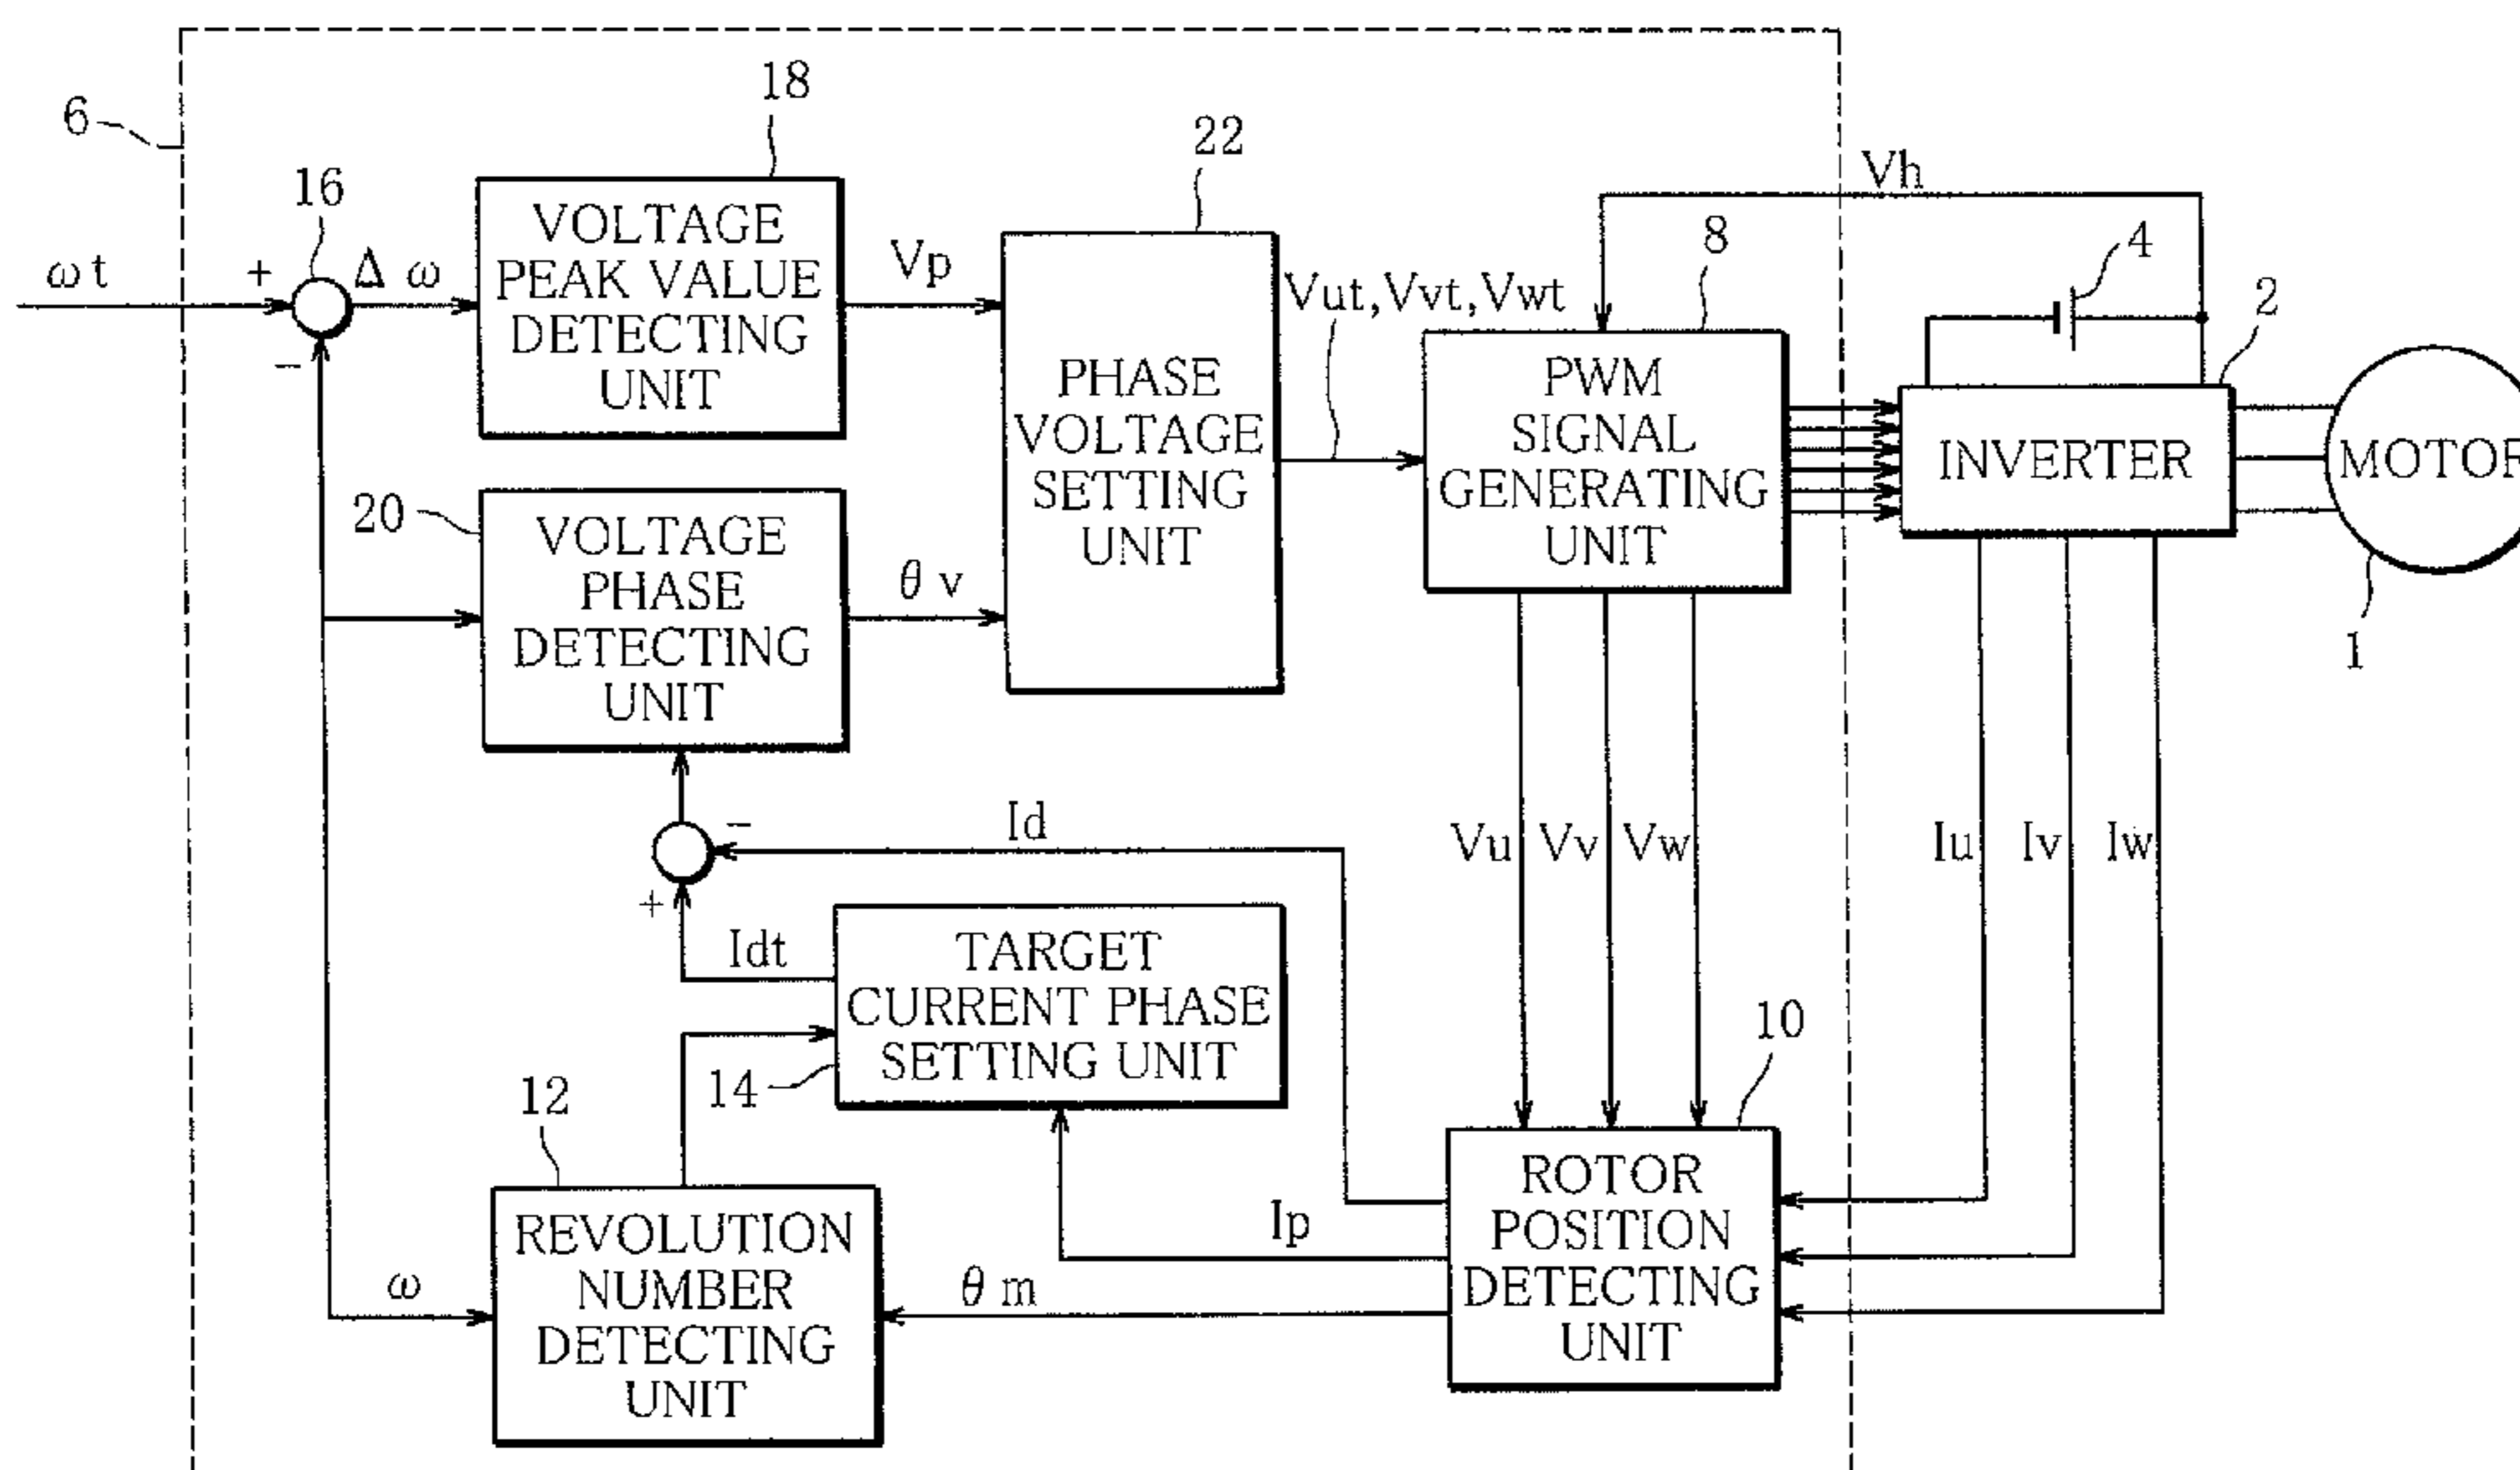 6
18
16
22
Vh
ωt
+
Δω
−
VOLTAGE
PEAK VALUE
DETECTING
UNIT
Vp
Vut,Vvt,Vwt
8
4
2
PHASE
VOLTAGE
SETTING
UNIT
PWM
SIGNAL
GENERATING
UNIT
INVERTER
MOTOR
1
20
VOLTAGE
PHASE
DETECTING
UNIT
θv
−
+
Id
Vu
Vv
Vw
Iu
Iv
Iw
Idt
TARGET
CURRENT PHASE
SETTING UNIT
14
10
12
REVOLUTION
NUMBER
DETECTING
UNIT
ω
Ip
θm
ROTOR
POSITION
DETECTING
UNIT